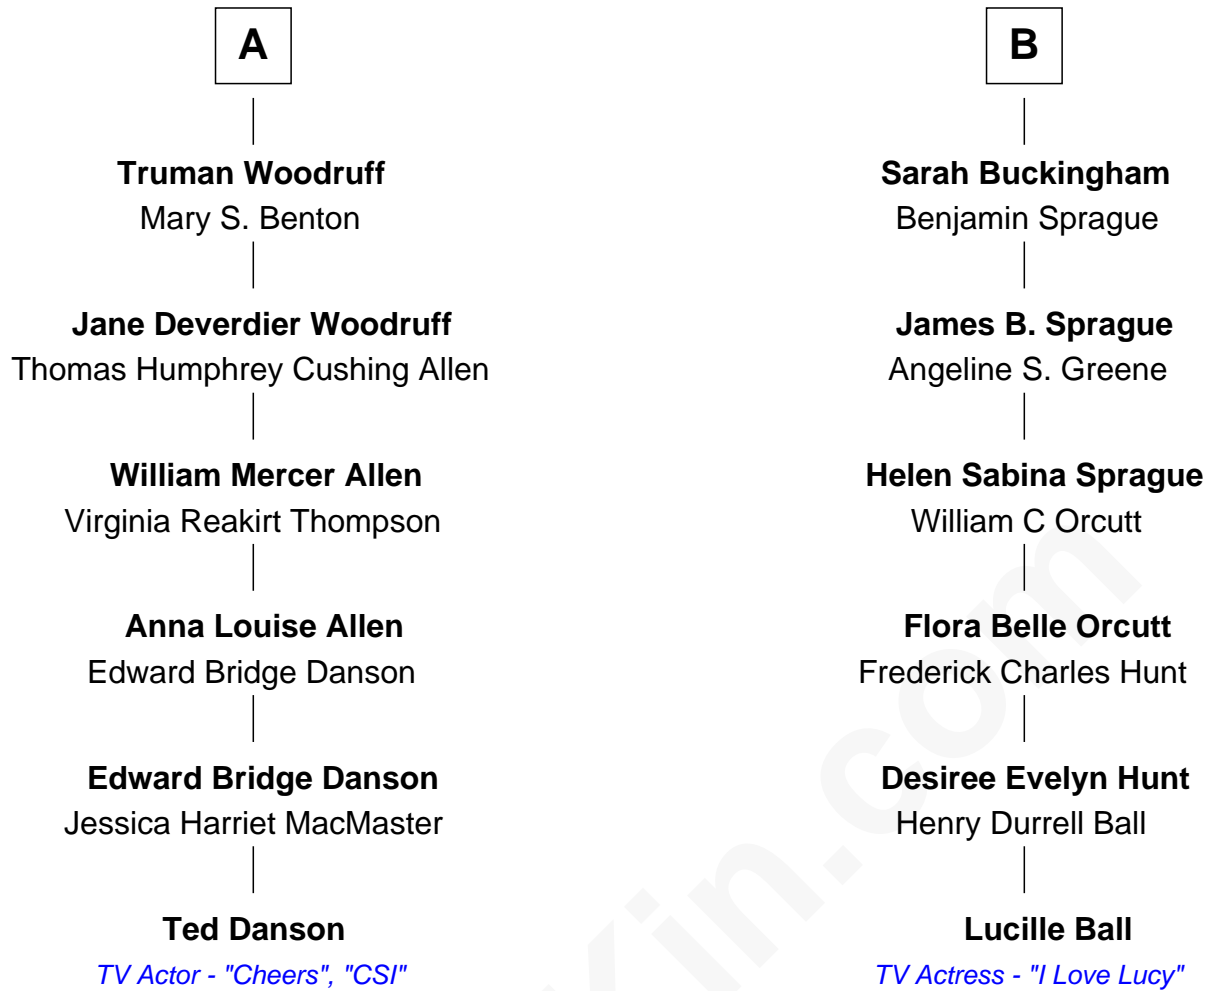 A
Truman Woodruff
Mary S. Benton
Jane Deverdier Woodruff
Thomas Humphrey Cushing Allen
William Mercer Allen
Virginia Reakirt Thompson
Anna Louise Allen
Edward Bridge Danson
Edward Bridge Danson
Jessica Harriet MacMaster
Ted Danson
TV Actor - "Cheers", "CSI"
B
Sarah Buckingham
Benjamin Sprague
James B. Sprague
Angeline S. Greene
Helen Sabina Sprague
William C Orcutt
Flora Belle Orcutt
Frederick Charles Hunt
Desiree Evelyn Hunt
Henry Durrell Ball
Lucille Ball
TV Actress - "I Love Lucy"